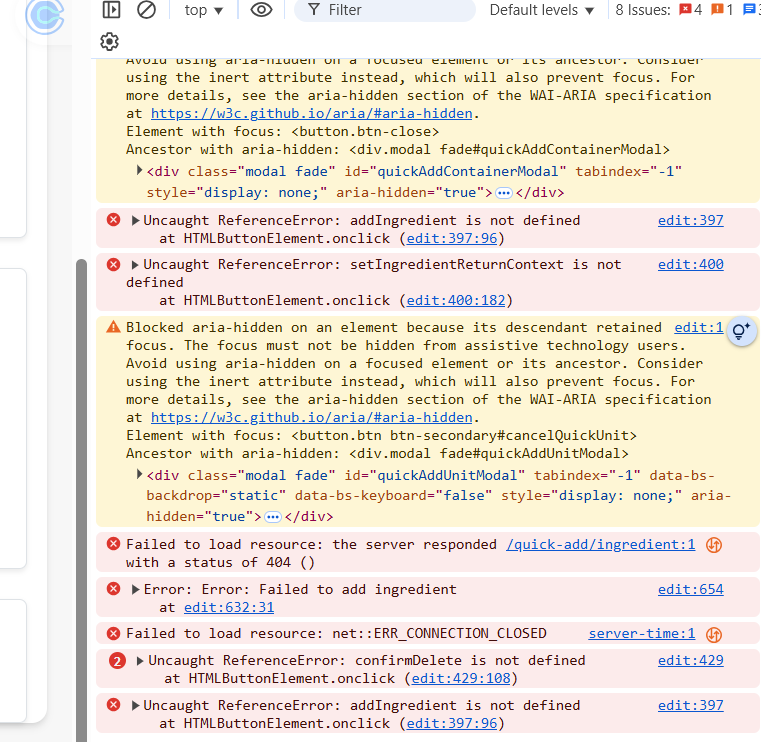 top ▼ Filter Default levels ▼ 8 Issues: 4 1 3
Avoid using aria-hidden on a focused element or its ancestor. Consider
using the inert attribute instead, which will also prevent focus. For
more details, see the aria-hidden section of the WAI-ARIA specification
at https://w3c.github.io/aria/#aria-hidden.
Element with focus: <button.btn-close>
Ancestor with aria-hidden: <div.modal fade#quickAddContainerModal>
<div class="modal fade" id="quickAddContainerModal" tabindex="-1"
style="display: none;" aria-hidden="true">…</div>
Uncaught ReferenceError: addIngredient is not defined edit:397
at HTMLButtonElement.onclick (edit:397:96)
Uncaught ReferenceError: setIngredientReturnContext is not edit:400
defined
at HTMLButtonElement.onclick (edit:400:182)
Blocked aria-hidden on an element because its descendant retained edit:1
focus. The focus must not be hidden from assistive technology users.
Avoid using aria-hidden on a focused element or its ancestor. Consider
using the inert attribute instead, which will also prevent focus. For
more details, see the aria-hidden section of the WAI-ARIA specification
at https://w3c.github.io/aria/#aria-hidden.
Element with focus: <button.btn btn-secondary#cancelQuickUnit>
Ancestor with aria-hidden: <div.modal fade#quickAddUnitModal>
<div class="modal fade" id="quickAddUnitModal" tabindex="-1" data-bs-
backdrop="static" data-bs-keyboard="false" style="display: none;" aria-
hidden="true">…</div>
Failed to load resource: the server responded /quick-add/ingredient:1
with a status of 404 ()
Error: Error: Failed to add ingredient edit:654
at edit:632:31
Failed to load resource: net::ERR_CONNECTION_CLOSED server-time:1
2 Uncaught ReferenceError: confirmDelete is not defined edit:429
at HTMLButtonElement.onclick (edit:429:108)
Uncaught ReferenceError: addIngredient is not defined edit:397
at HTMLButtonElement.onclick (edit:397:96)